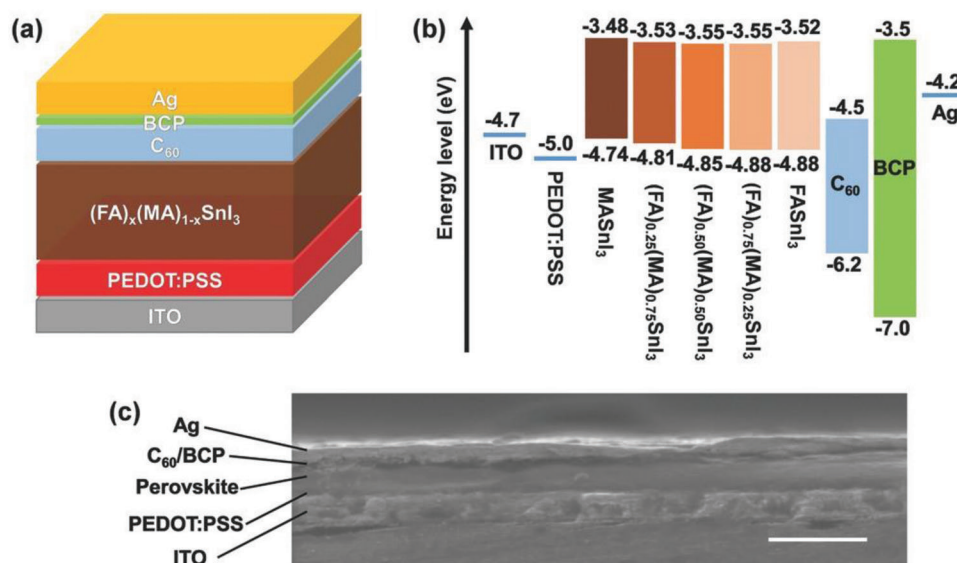 (a)
Ag
BCP
C₆₀
(FA)ₓ(MA)₁₋ₓSnI₃
PEDOT:PSS
ITO
(b)
Energy level (eV)
-4.7
ITO
-5.0
PEDOT:PSS
-3.48
-4.74
MASnI₃
-3.53
-4.81
(FA)₀.₂₅(MA)₀.₇₅SnI₃
-3.55
-4.85
(FA)₀.₅₀(MA)₀.₅₀SnI₃
-3.55
-4.88
(FA)₀.₇₅(MA)₀.₂₅SnI₃
-3.52
-4.88
FASnI₃
-4.5
C₆₀
-6.2
-3.5
BCP
-7.0
-4.2
Ag
(c)
Ag
C₆₀/BCP
Perovskite
PEDOT:PSS
ITO